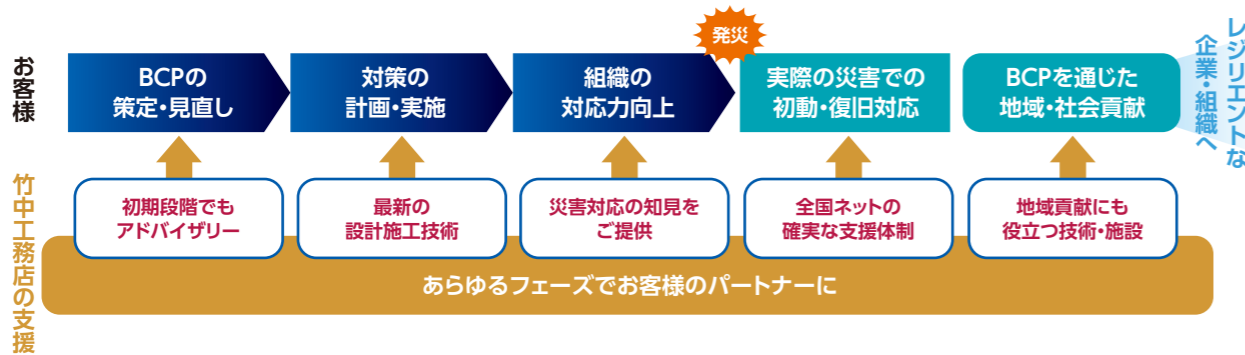 お客様
BCPの
策定・見直し
対策の
計画・実施
組織の
対応力向上
発災
実際の災害での
初動・復旧対応
BCPを通じた
地域・社会貢献
レジリエントな
企業・組織へ
竹中工務店の支援
初期段階でも
アドバイザリー
最新の
設計施工技術
災害対応の知見を
ご提供
全国ネットの
確実な支援体制
地域貢献にも
役立つ技術・施設
あらゆるフェーズでお客様のパートナーに